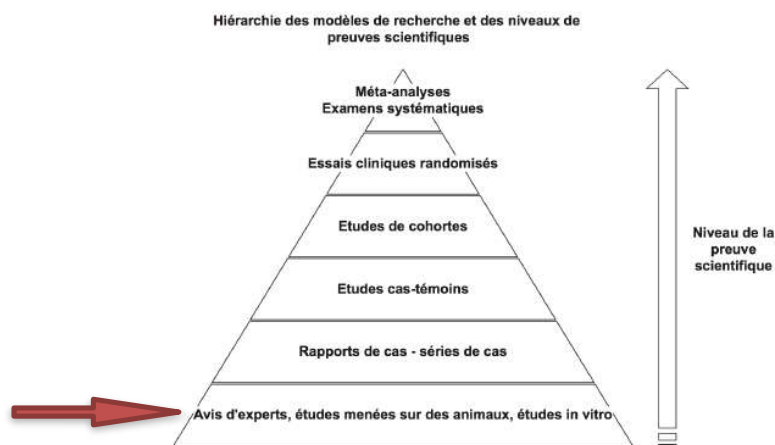 Hiérarchie des modèles de recherche et des niveaux de
preuves scientifiques
Méta-analyses
Examens systématiques
Essais cliniques randomisés
Etudes de cohortes
Etudes cas-témoins
Rapports de cas - séries de cas
Avis d'experts, études menées sur des animaux, études in vitro
Niveau de la
preuve
scientifique